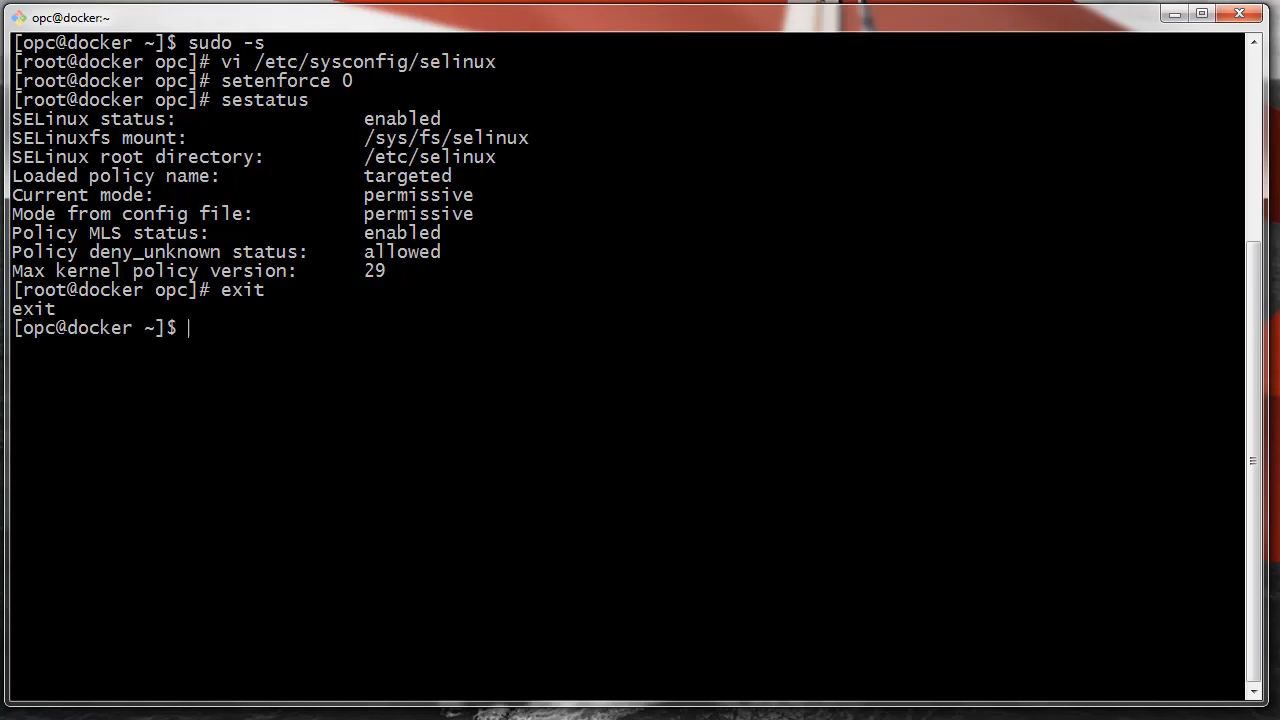 opc@docker:~
[opc@docker ~]$ sudo -s
[root@docker opc]# vi /etc/sysconfig/selinux
[root@docker opc]# setenforce 0
[root@docker opc]# sestatus
SELinux status:                 enabled
SELinuxfs mount:                /sys/fs/selinux
SELinux root directory:         /etc/selinux
Loaded policy name:             targeted
Current mode:                   permissive
Mode from config file:          permissive
Policy MLS status:              enabled
Policy deny_unknown status:     allowed
Max kernel policy version:      29
[root@docker opc]# exit
exit
[opc@docker ~]$